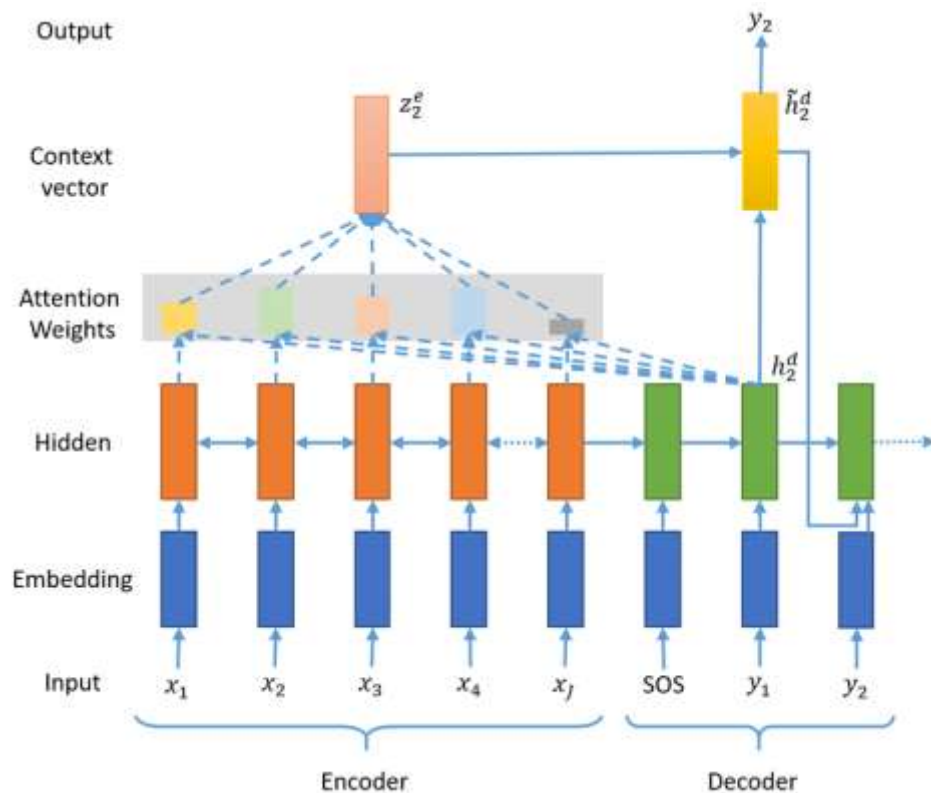 Output
y₂
z₂ᵉ
h̃₂ᵈ
Context
vector
Attention
Weights
h₂ᵈ
Hidden
Embedding
Input
x₁ x₂ x₃ x₄ x_J SOS y₁ y₂
Encoder Decoder